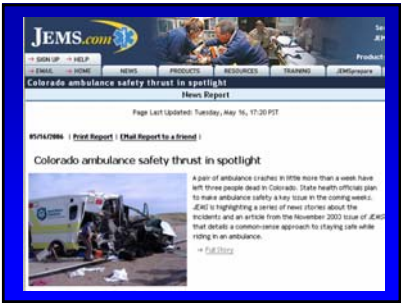 JEMS.com
→ SIGN UP → HELP
Product
→ EMAIL → HOME NEWS PRODUCTS RESOURCES TRAINING JEMSprepare
Colorado ambulance safety thrust in spotlight
News Report
Page Last Updated: Tuesday, May 16, 17:20 PST
05/16/2006 | Print Report | EMail Report to a friend |
Colorado ambulance safety thrust in spotlight
A pair of ambulance crashes in little more than a week have
left three people dead in Colorado. State health officials plan
to make ambulance safety a key issue in the coming weeks.
JEMS is highlighting a series of news stories about the
incidents and an article from the November 2003 issue of JEMS
that details a common-sense approach to staying safe while
riding in an ambulance.
→ Full Story